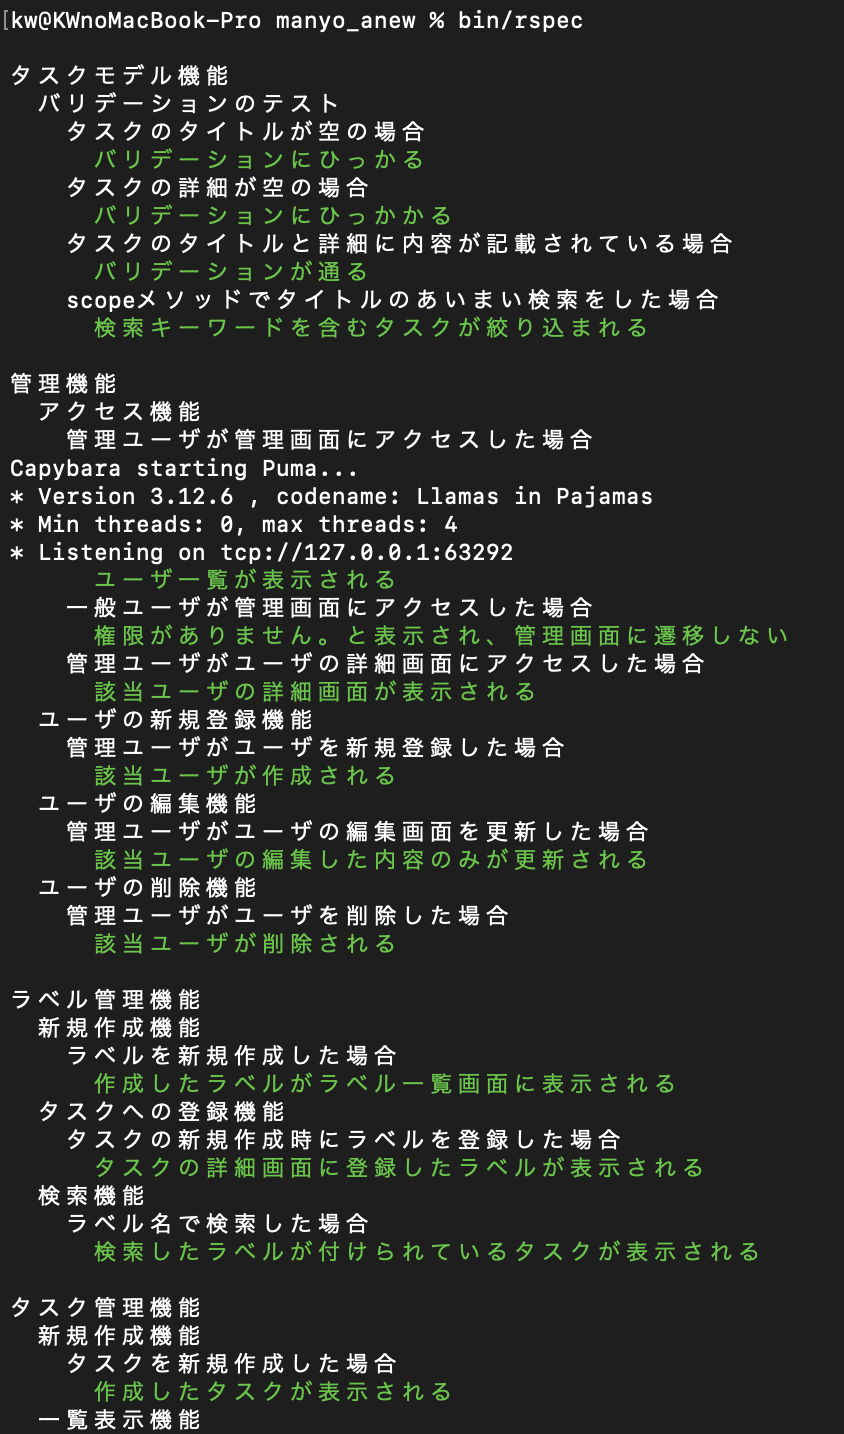 [kw@KWnoMacBook-Pro manyo_anew % bin/rspec
タスクモデル機能
バリデーションのテスト
タスクのタイトルが空の場合
バリデーションにひっかる
タスクの詳細が空の場合
バリデーションにひっかかる
タスクのタイトルと詳細に内容が記載されている場合
バリデーションが通る
scopeメソッドでタイトルのあいまい検索をした場合
検索キーワードを含むタスクが絞り込まれる
管理機能
アクセス機能
管理ユーザが管理画面にアクセスした場合
Capybara starting Puma...
* Version 3.12.6 , codename: Llamas in Pajamas
* Min threads: 0, max threads: 4
* Listening on tcp://127.0.0.1:63292
ユーザ一覧が表示される
一般ユーザが管理画面にアクセスした場合
権限がありません。と表示され、管理画面に遷移しない
管理ユーザがユーザの詳細画面にアクセスした場合
該当ユーザの詳細画面が表示される
ユーザの新規登録機能
管理ユーザがユーザを新規登録した場合
該当ユーザが作成される
ユーザの編集機能
管理ユーザがユーザの編集画面を更新した場合
該当ユーザの編集した内容のみが更新される
ユーザの削除機能
管理ユーザがユーザを削除した場合
該当ユーザが削除される
ラベル管理機能
新規作成機能
ラベルを新規作成した場合
作成したラベルがラベル一覧画面に表示される
タスクへの登録機能
タスクの新規作成時にラベルを登録した場合
タスクの詳細画面に登録したラベルが表示される
検索機能
ラベル名で検索した場合
検索したラベルが付けられているタスクが表示される
タスク管理機能
新規作成機能
タスクを新規作成した場合
作成したタスクが表示される
一覧表示機能